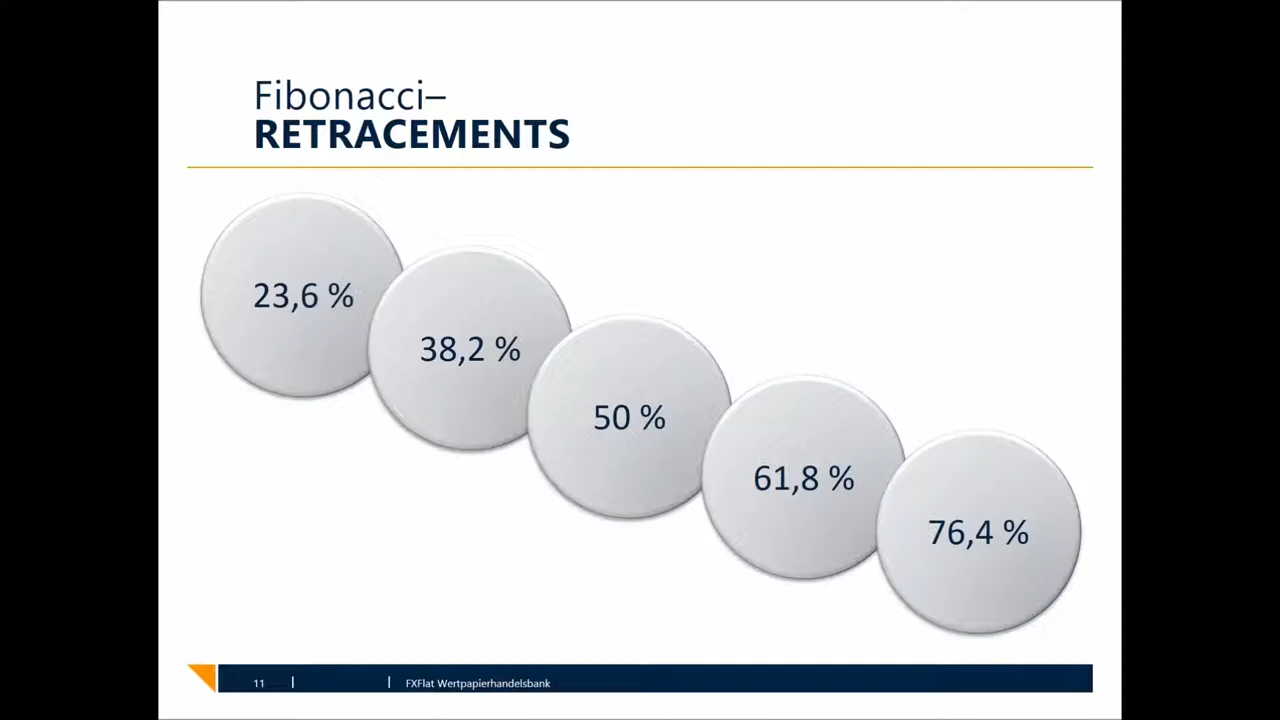 Fibonacci–
RETRACEMENTS
23,6 %
38,2 %
50 %
61,8 %
76,4 %
11 | | FXFlat Wertpapierhandelsbank